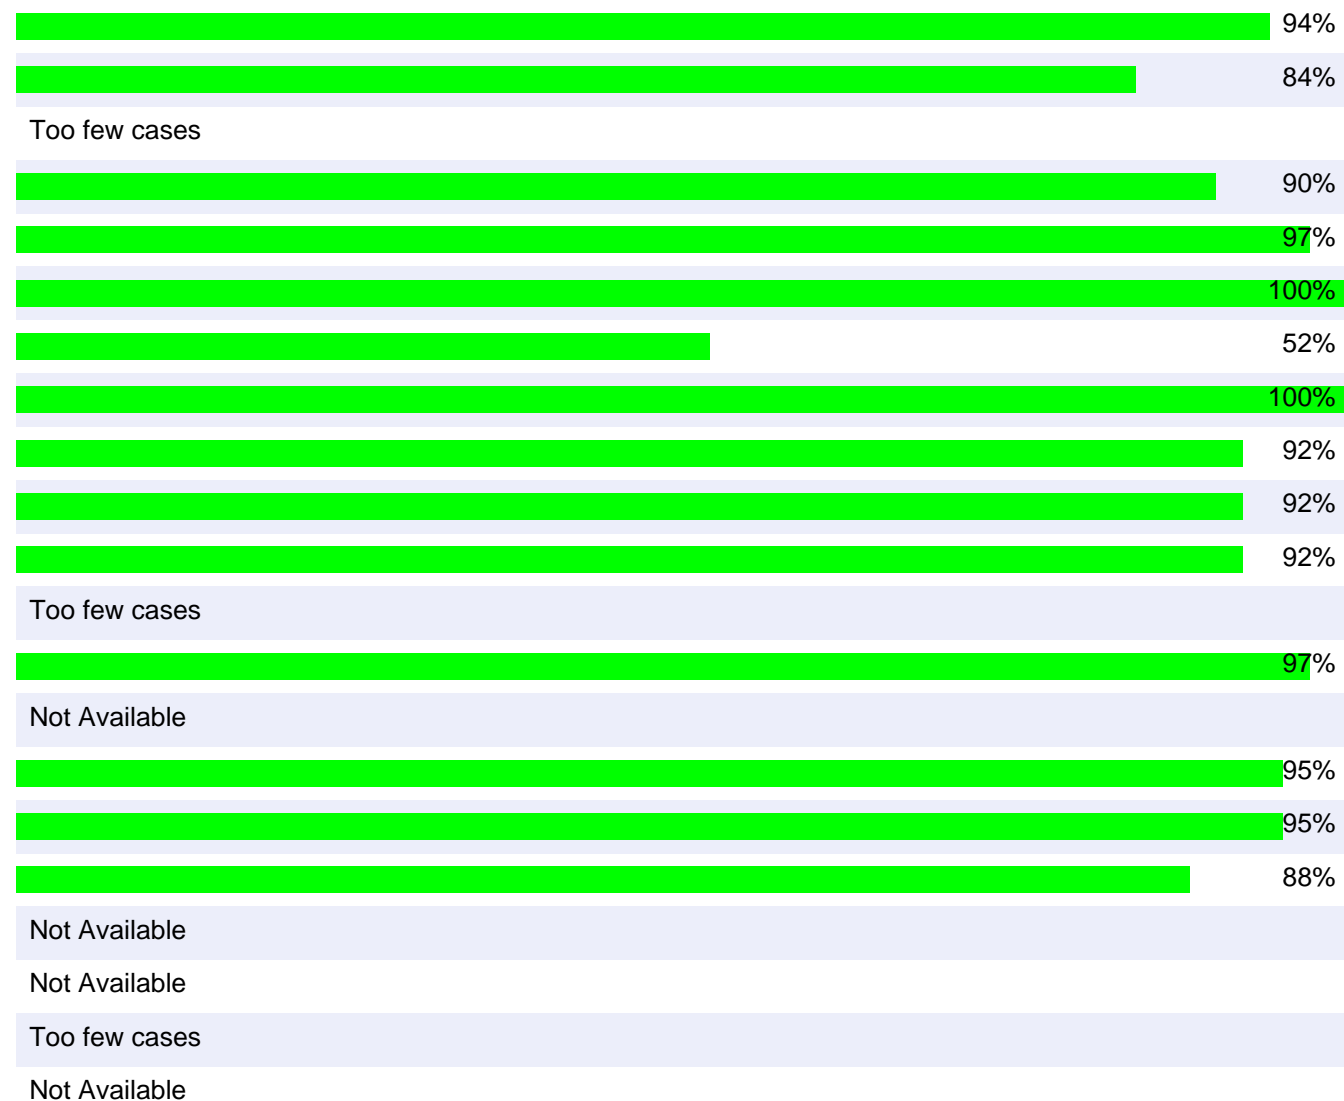 94%
84%
Too few cases
90%
97%
100%
52%
100%
92%
92%
92%
Too few cases
97%
Not Available
95%
95%
88%
Not Available
Not Available
Too few cases
Not Available